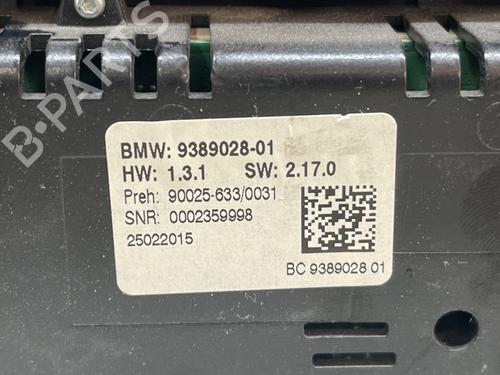 B-PARTS
BMW: 9389028-01
HW: 1.3.1 SW: 2.17.0
Preh: 90025-633/0031
SNR: 0002359998
25022015
BC 9389028 01